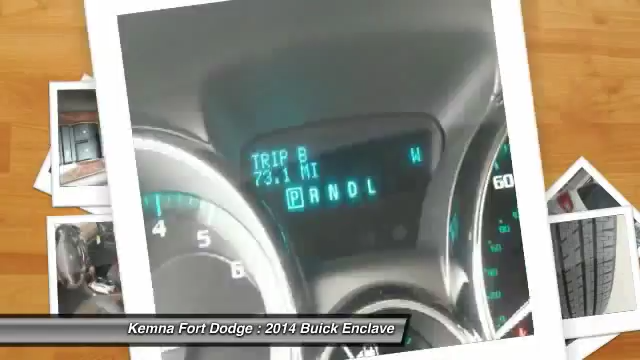 TRIP B W
73.1 MI
P R N D L
4
5
6
60
Kemna Fort Dodge : 2014 Buick Enclave